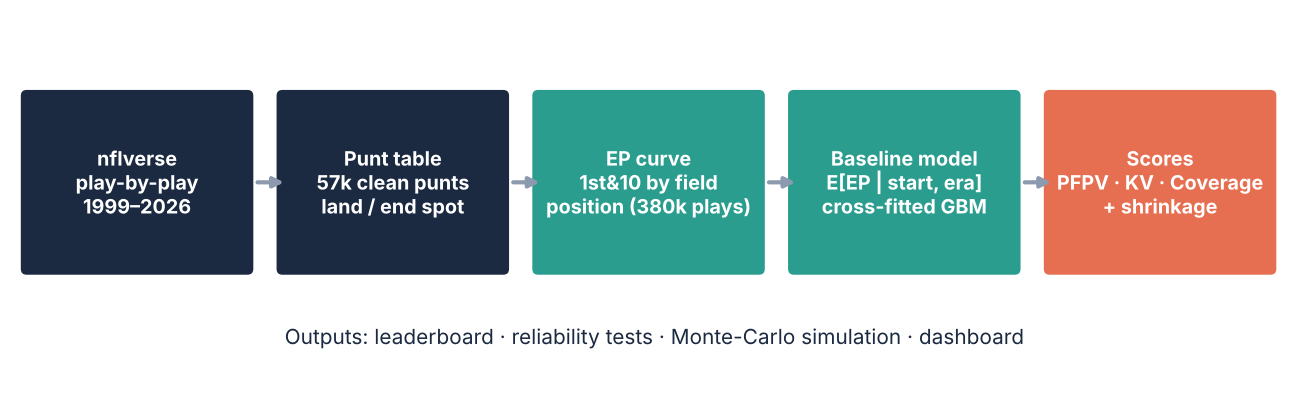 nflverse
play-by-play
1999–2026
Punt table
57k clean punts
land / end spot
EP curve
1st&10 by field
position (380k plays)
Baseline model
E[EP | start, era]
cross-fitted GBM
Scores
PFPV · KV · Coverage
+ shrinkage
Outputs: leaderboard · reliability tests · Monte-Carlo simulation · dashboard